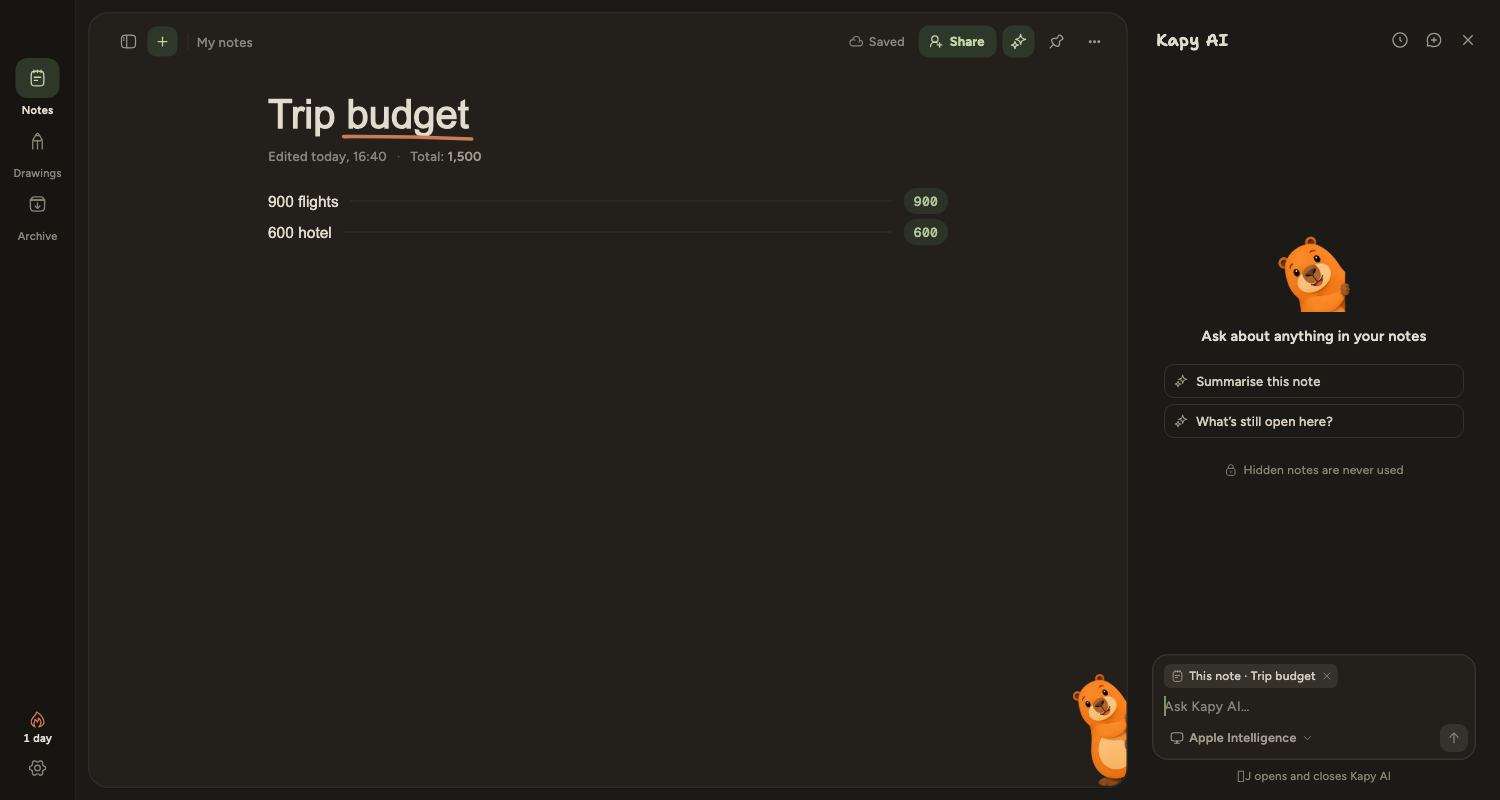 My notes
Saved
Share
Notes
Drawings
Archive
Trip budget
Edited today, 16:40 · Total: 1,500
900 flights 900
600 hotel 600
1 day
Kapy AI
Ask about anything in your notes
Summarise this note
What's still open here?
Hidden notes are never used
This note · Trip budget
Ask Kapy AI...
Apple Intelligence
J opens and closes Kapy AI